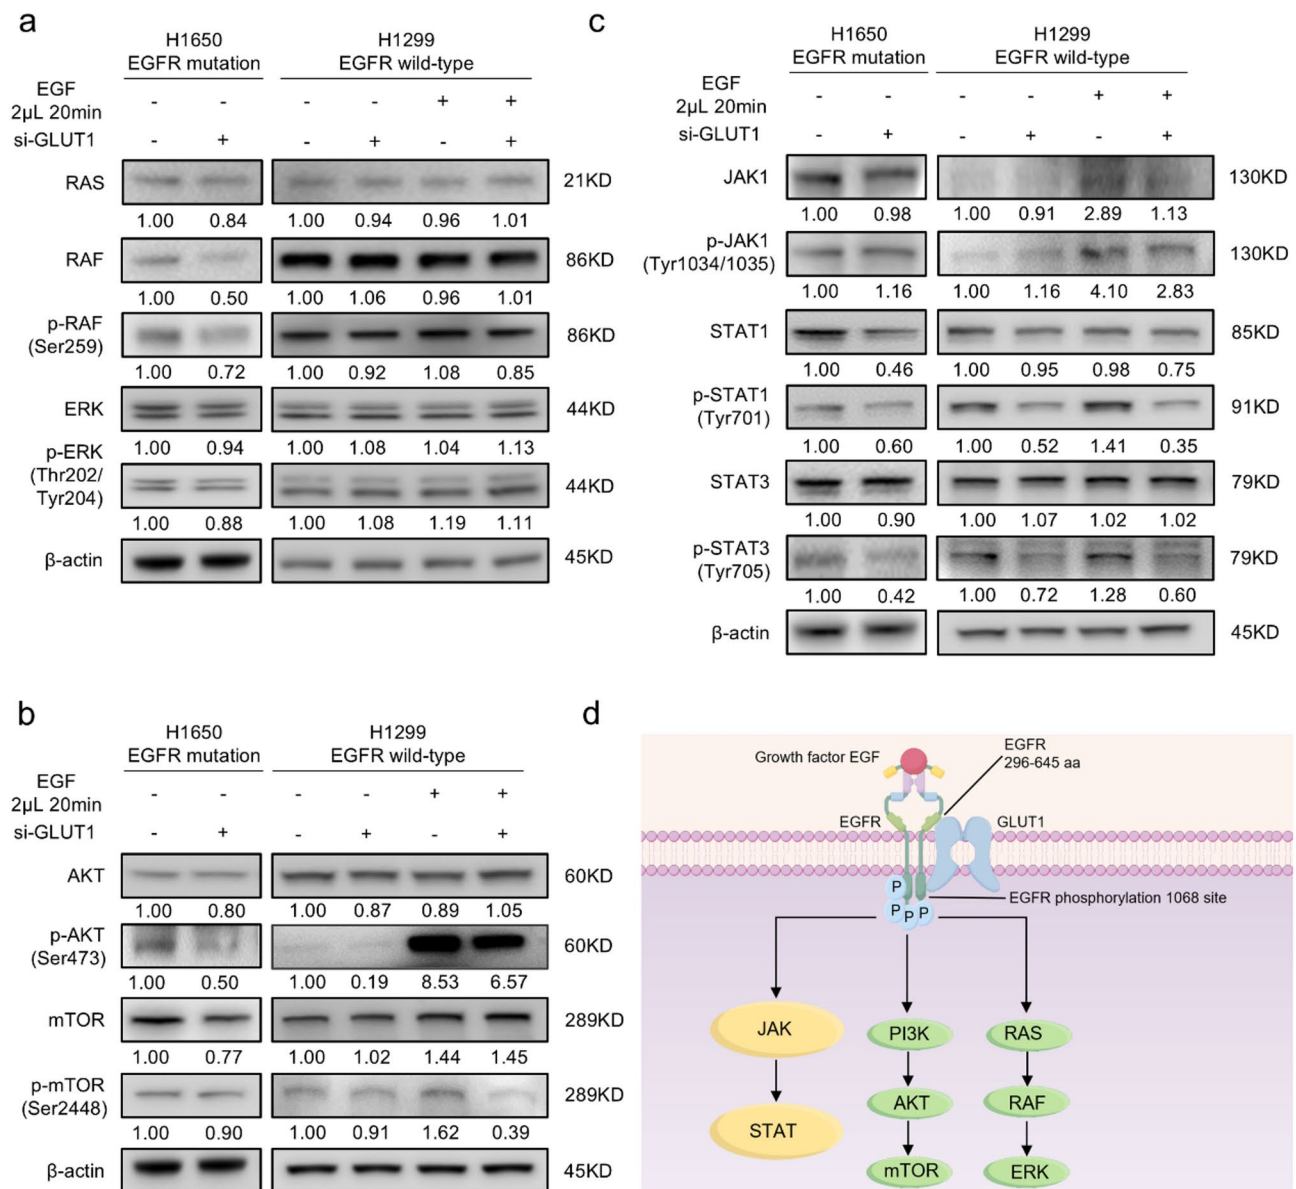 a
H1650
EGFR mutation
H1299
EGFR wild-type
EGF
2μL 20min
- - - - + +
si-GLUT1 - + - + - +
RAS 21KD
1.00 0.84 1.00 0.94 0.96 1.01
RAF 86KD
1.00 0.50 1.00 1.06 0.96 1.01
p-RAF
(Ser259)
86KD
1.00 0.72 1.00 0.92 1.08 0.85
ERK 44KD
1.00 0.94 1.00 1.08 1.04 1.13
p-ERK
(Thr202/
Tyr204)
44KD
1.00 0.88 1.00 1.08 1.19 1.11
β-actin 45KD
b
H1650
EGFR mutation
H1299
EGFR wild-type
EGF
2μL 20min
- - - - + +
si-GLUT1 - + - + - +
AKT 60KD
1.00 0.80 1.00 0.87 0.89 1.05
p-AKT
(Ser473)
60KD
1.00 0.50 1.00 0.19 8.53 6.57
mTOR 289KD
1.00 0.77 1.00 1.02 1.44 1.45
p-mTOR
(Ser2448)
289KD
1.00 0.90 1.00 0.91 1.62 0.39
β-actin 45KD
c
H1650
EGFR mutation
H1299
EGFR wild-type
EGF
2μL 20min
- - - - + +
si-GLUT1 - + - + - +
JAK1 130KD
1.00 0.98 1.00 0.91 2.89 1.13
p-JAK1
(Tyr1034/1035)
130KD
1.00 1.16 1.00 1.16 4.10 2.83
STAT1 85KD
1.00 0.46 1.00 0.95 0.98 0.75
p-STAT1
(Tyr701)
91KD
1.00 0.60 1.00 0.52 1.41 0.35
STAT3 79KD
1.00 0.90 1.00 1.07 1.02 1.02
p-STAT3
(Tyr705)
79KD
1.00 0.42 1.00 0.72 1.28 0.60
β-actin 45KD
d
Growth factor EGF
EGFR
296-645 aa
EGFR
GLUT1
P
P P P
EGFR phosphorylation 1068 site
JAK PI3K RAS
STAT AKT RAF
mTOR ERK